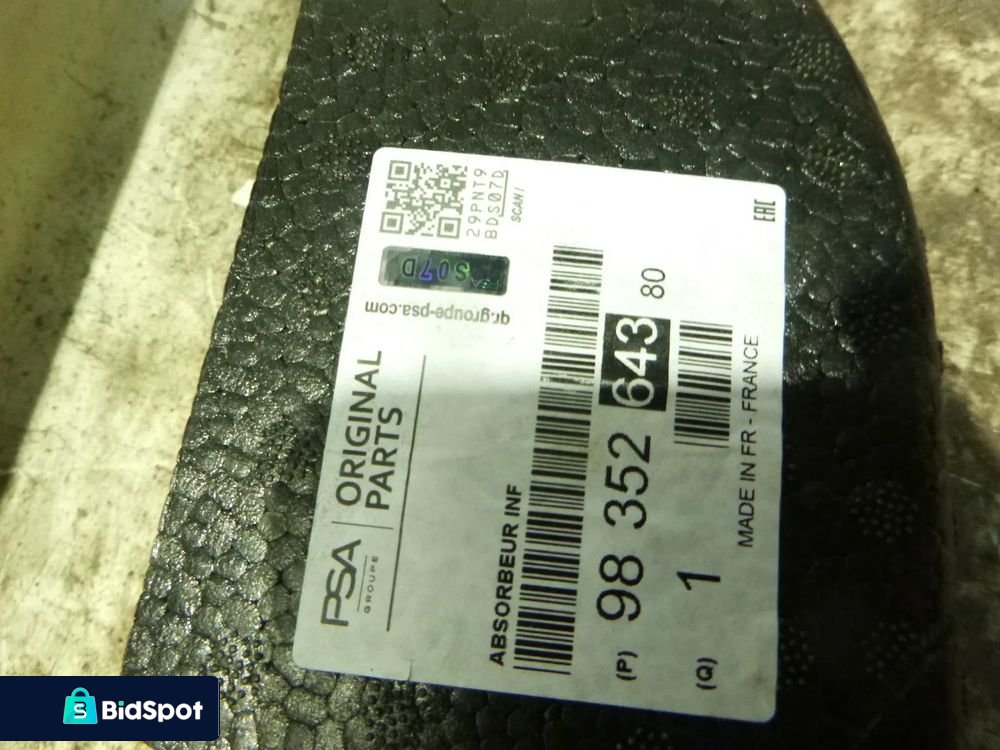 29PNT9
BDS07D
SCAN!
S07D
qr.groupe-psa.com
EAC
PSA
GROUPE
ORIGINAL
PARTS
ABSORBEUR INF
(P) 98 352 643 80
(Q) 1
MADE IN FR - FRANCE
BidSpot